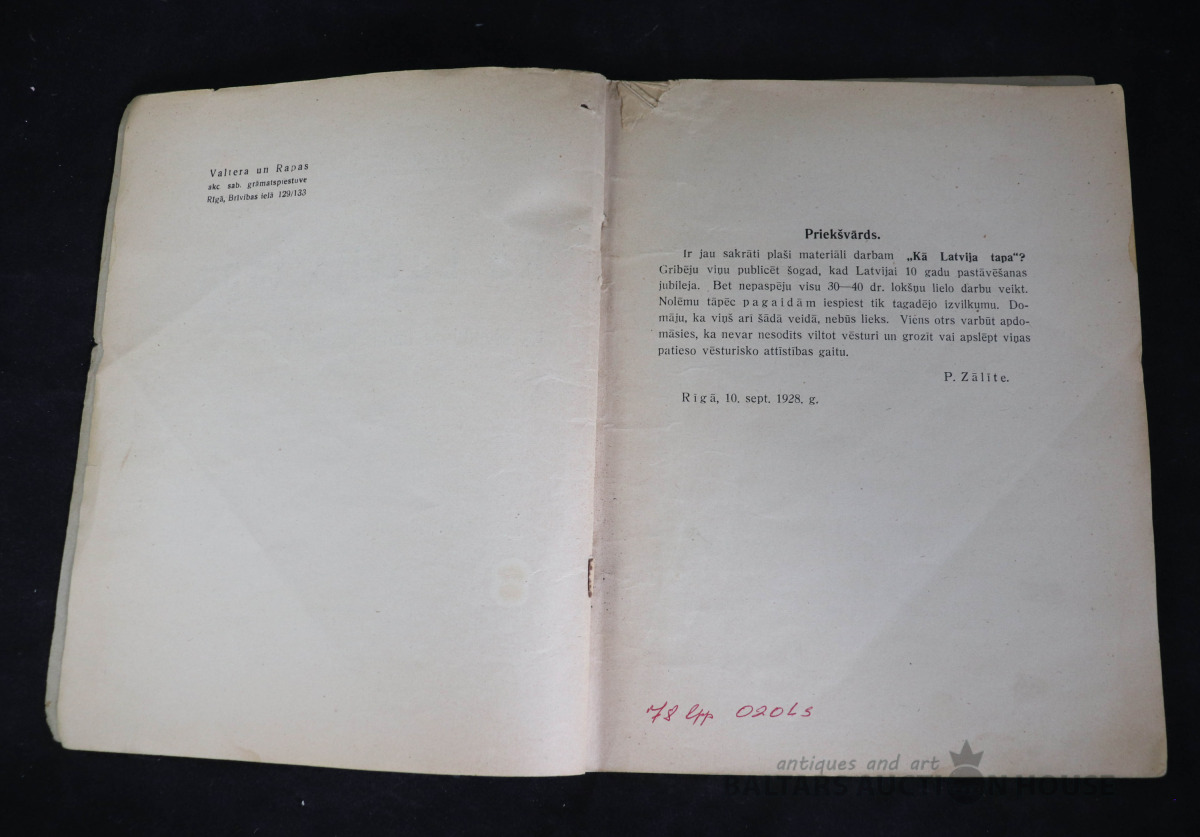 Valtera un Rapas
akc. sab. grāmatspiestuve
Rīgā, Brīvības ielā 129/133
Priekšvārds.
Ir jau sakrāti plaši materiāli darbam „Kā Latvija tapa“?
Gribēju viņu publicēt šogad, kad Latvijai 10 gadu pastāvēšanas
jubileja. Bet nepaspēju visu 30—40 dr. lokšņu lielo darbu veikt.
Nolēmu tāpēc pagaidām iespiest tik tagadējo izvilkumu. Do-
māju, ka viņš arī šādā veidā, nebūs lieks. Viens otrs varbūt apdo-
māsies, ka nevar nesodīts viltot vēsturi un grozīt vai apslēpt viņas
patieso vēsturisko attīstības gaitu.
P. Zālīte.
Rīgā, 10. sept. 1928. g.
78 lpp 020Ls
antiques and art
BALTARS AUCTION HOUSE